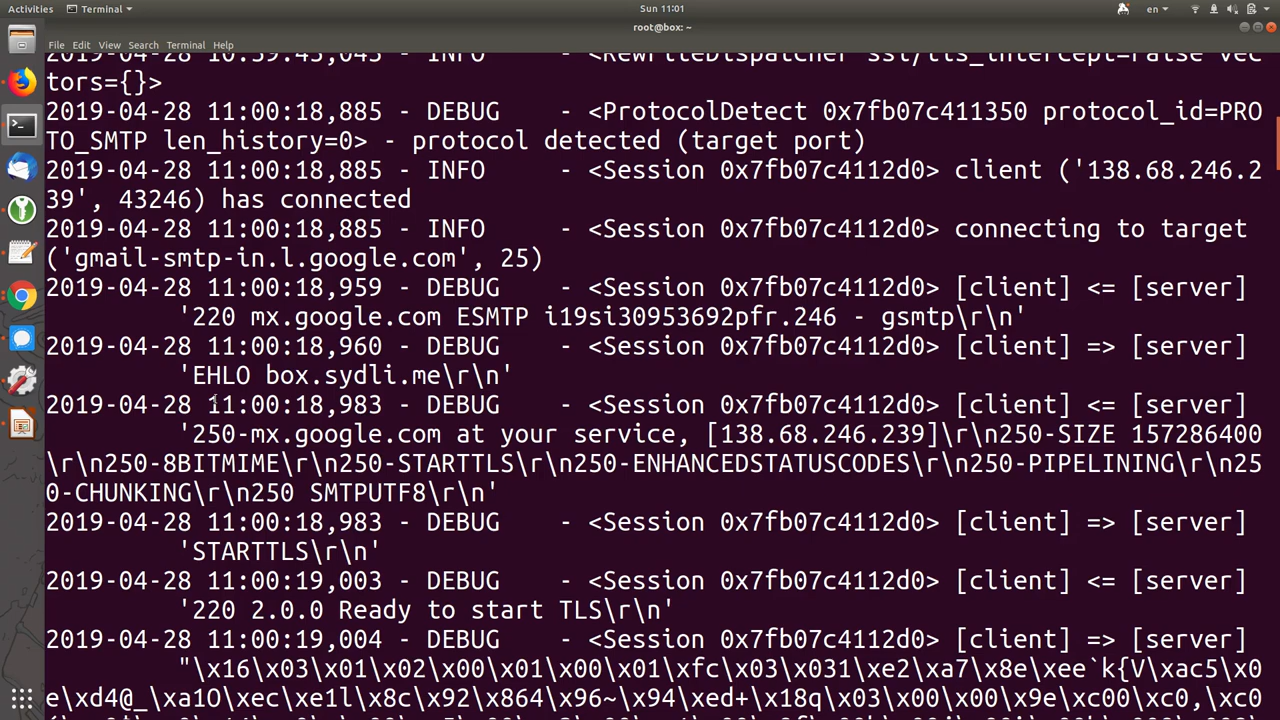 Activities Terminal Sun 11:01 en
root@box: ~
File Edit View Search Terminal Help
2019-04-28 10:59:43,043 - INFO - <RewriteDispatcher ssl/tls_intercept=False vec
tors={}>
2019-04-28 11:00:18,885 - DEBUG - <ProtocolDetect 0x7fb07c411350 protocol_id=PRO
TO_SMTP len_history=0> - protocol detected (target port)
2019-04-28 11:00:18,885 - INFO - <Session 0x7fb07c4112d0> client ('138.68.246.2
39', 43246) has connected
2019-04-28 11:00:18,885 - INFO - <Session 0x7fb07c4112d0> connecting to target
('gmail-smtp-in.l.google.com', 25)
2019-04-28 11:00:18,959 - DEBUG - <Session 0x7fb07c4112d0> [client] <= [server]
'220 mx.google.com ESMTP i19si30953692pfr.246 - gsmtp\r\n'
2019-04-28 11:00:18,960 - DEBUG - <Session 0x7fb07c4112d0> [client] => [server]
'EHLO box.sydli.me\r\n'
2019-04-28 11:00:18,983 - DEBUG - <Session 0x7fb07c4112d0> [client] <= [server]
'250-mx.google.com at your service, [138.68.246.239]\r\n250-SIZE 157286400
\r\n250-8BITMIME\r\n250-STARTTLS\r\n250-ENHANCEDSTATUSCODES\r\n250-PIPELINING\r\n25
0-CHUNKING\r\n250 SMTPUTF8\r\n'
2019-04-28 11:00:18,983 - DEBUG - <Session 0x7fb07c4112d0> [client] => [server]
'STARTTLS\r\n'
2019-04-28 11:00:19,003 - DEBUG - <Session 0x7fb07c4112d0> [client] <= [server]
'220 2.0.0 Ready to start TLS\r\n'
2019-04-28 11:00:19,004 - DEBUG - <Session 0x7fb07c4112d0> [client] => [server]
"\x16\x03\x01\x02\x00\x01\x00\x01\xfc\x03\x031\xe2\xa7\x8e\xee`k{V\xac5\x0
e\xd4@_\xa1O\xec\xe1l\x8c\x92\x864\x96~\x94\xed+\x18q\x03\x00\x00\x9e\xc00\xc0,\xc0